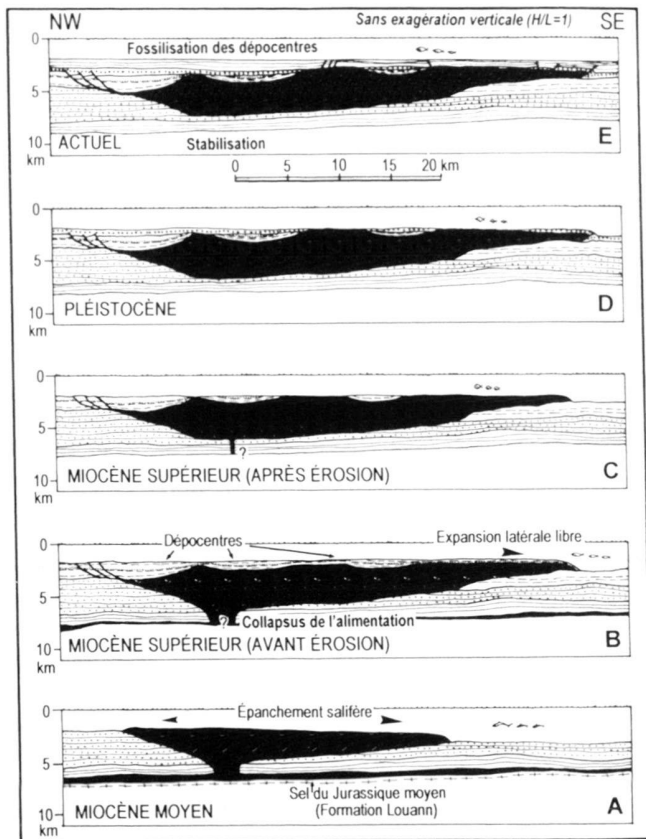 NW
Sans exagération verticale (H/L=1)
SE
0
Fossilisation des dépocentres
5
10
km
ACTUEL
Stabilisation
E
0 5 10 15 20 km
0
5
10
km
PLÉISTOCÈNE
D
0
5
10
km
?
MIOCÈNE SUPÉRIEUR (APRÈS ÉROSION)
C
Dépocentres
Expansion latérale libre
0
5
10
km
? Collapsus de l'alimentation
MIOCÈNE SUPÉRIEUR (AVANT ÉROSION)
B
Épanchement salifère
0
5
10
km
Sel du Jurassique moyen
(Formation Louann)
MIOCÈNE MOYEN
A